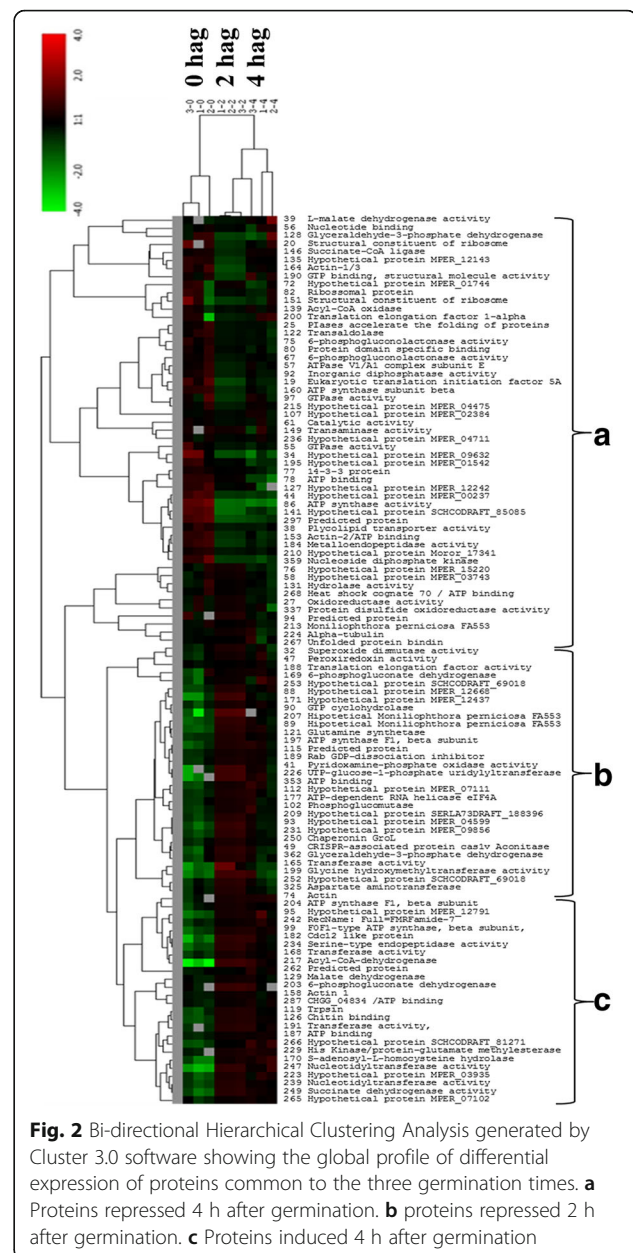 4.0
2.0
1:1
-2.0
-4.0
0 hag
2 hag
4 hag
3-0
1-0
2-0
1-2
2-2
3-2
3-4
1-4
2-4
39 L-malate dehydrogenase activity
56 Nucleotide binding
128 Glyceraldehyde-3-phosphate dehydrogenase
20 Structural constituent of ribosome
146 Succinate-CoA ligase
135 Hypothetical protein MPER_12143
164 Actin-1/3
190 GTP binding, structural molecule activity
72 Hypothetical protein MPER_01744
82 Ribossomal protein
151 Structural constituent of ribosome
139 Acyl-CoA oxidase
200 Translation elongation factor 1-alpha
25 PIases accelerate the folding of proteins
122 Transaldolase
75 6-phosphogluconolactonase activity
80 Protein domain specific binding
67 6-phosphogluconolactonase activity
57 ATPase V1/A1 complex subunit E
92 Inorganic diphosphatase activity
19 Eukaryotic translation initiation factor 5A
160 ATP synthase subunit beta
97 GTPase activity
215 Hypothetical protein MPER_04475
107 Hypothetical protein MPER_02384
61 Catalytic activity
149 Transaminase activity
236 Hypothetical protein MPER_04711
55 GTPase activity
34 Hypothetical protein MPER_09632
195 Hypothetical protein MPER_01542
77 14-3-3 protein
78 ATP binding
127 Hypothetical protein MPER_12242
44 Hypothetical protein MPER_00237
86 ATP synthase activity
141 Hypothetical protein SCHCODRAFT_85085
297 Predicted protein
38 Plycolipid transporter activity
153 Actin-2/ATP binding
184 Metalloendopeptidase activity
210 Hypothetical protein Moror_17341
359 Nucleoside diphosphate kinase
76 Hypothetical protein MPER_15220
58 Hypothetical protein MPER_03743
131 Hydrolase activity
268 Heat shock cognate 70 / ATP binding
27 Oxidoreductase activity
337 Protein disulfide oxidoreductase activity
94 Predicted protein
213 Moniliophthora perniciosa FA553
224 Alpha-tubulin
267 Unfolded protein bindin
32 Superoxide dismutase activity
47 Peroxiredoxin activity
188 Translation elongation factor activity
169 6-phosphogluconate dehydrogenase
253 Hypothetical protein SCHCODRAFT_69018
88 Hypothetical protein MPER_12668
171 Hypothetical protein MPER_12437
90 GTP cyclohydrolase
207 Hipotetical Moniliophthora perniciosa FA553
89 Hipotetical Moniliophthora perniciosa FA553
121 Glutamine synthetase
197 ATP synthase F1, beta subunit
115 Predicted protein
189 Rab GDP-dissociation inhibitor
41 Pyridoxamine-phosphate oxidase activity
226 UTP-glucose-1-phosphate uridylyltransferase
353 ATP binding
112 Hypothetical protein MPER_07111
177 ATP-dependent RNA helicase eIF4A
102 Phosphoglucomutase
209 Hypothetical protein SERLA73DRAFT_188396
93 Hypothetical protein MPER_04599
231 Hypothetical protein MPER_09856
250 Chaperonin GroL
49 CRISPR-associated protein cas1v Aconitase
362 Glyceraldehyde-3-phosphate dehydrogenase
165 Transferase activity
199 Glycine hydroxymethyltransferase activity
252 Hypothetical protein SCHCODRAFT_69018
325 Aspartate aminotransferase
74 Actin
204 ATP synthase F1, beta subunit
95 Hypothetical protein MPER_12791
242 RecName: Full=FMRFamide-7
99 F0F1-type ATP synthase, beta subunit,
182 Cdc12 like protein
234 Serine-type endopeptidase activity
168 Transferase activity
217 Acyl-CoA-dehydrogenase
262 Predicted protein
129 Malate dehydrogenase
203 6-phosphogluconate dehydrogenase
158 Actin 1
287 CHGG_04834 /ATP binding
119 Trpsin
126 Chitin binding
191 Transferase activity,
187 ATP binding
266 Hypothetical protein SCHCODRAFT_81271
229 His Kinase/protein-glutamate methylesterase
170 S-adenosyl-L-homocysteine hydrolase
247 Nucleotidyltransferase activity
223 Hypothetical protein MPER_03935
239 Nucleotidyltransferase activity
249 Succinate dehydrogenase activity
265 Hypothetical protein MPER_07102
a
b
c
Fig. 2 Bi-directional Hierarchical Clustering Analysis generated by
Cluster 3.0 software showing the global profile of differential
expression of proteins common to the three germination times. a
Proteins repressed 4 h after germination. b proteins repressed 2 h
after germination. c Proteins induced 4 h after germination